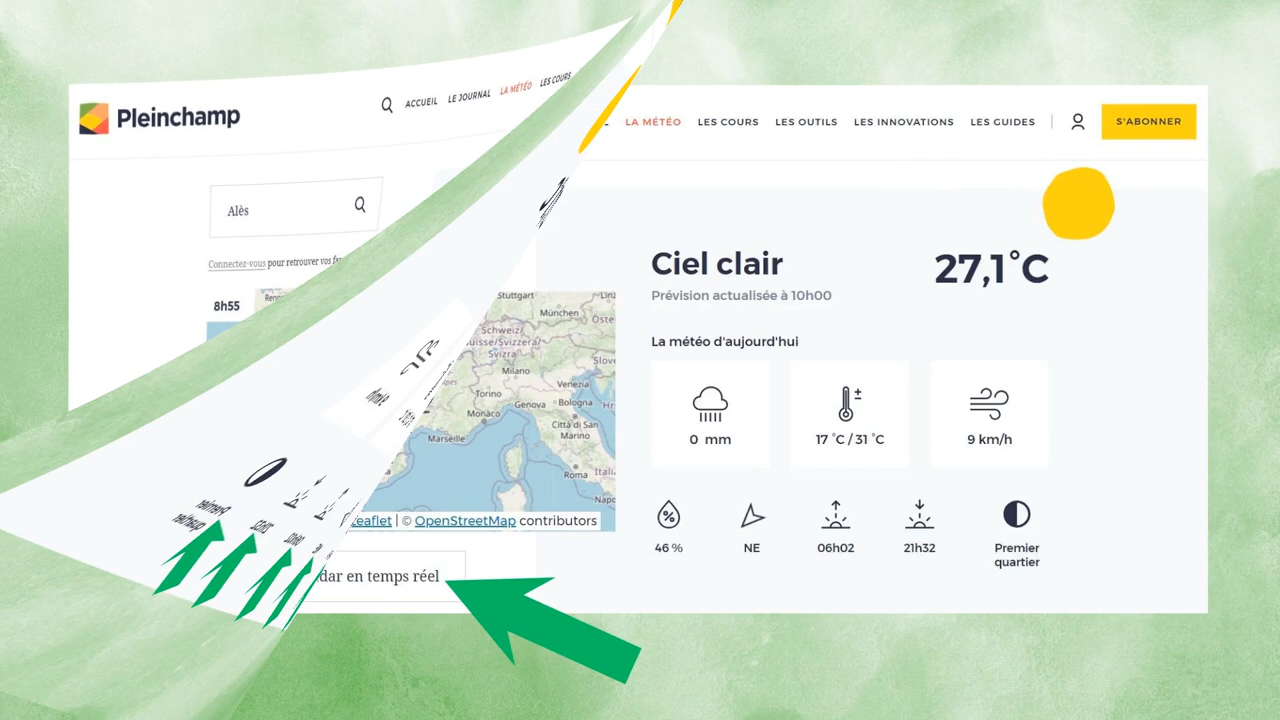 Pleinchamp
ACCUEIL LE JOURNAL LA MÉTÉO LES COURS
LA MÉTÉO LES COURS LES OUTILS LES INNOVATIONS LES GUIDES
S'ABONNER
Alès
Connectez-vous pour retrouver vos
8h55
Ciel clair
27,1°C
Prévision actualisée à 10h00
La météo d'aujourd'hui
0 mm
17 °C / 31 °C
9 km/h
46 %
NE
06h02
21h32
Premier
quartier
Stuttgart
München
Schweiz/
Svizra
Milano
Torino
Venezia
Genova
Bologna
Monaco
Città di San
Marino
Marseille
Roma
Leaflet | © OpenStreetMap contributors
dar en temps réel